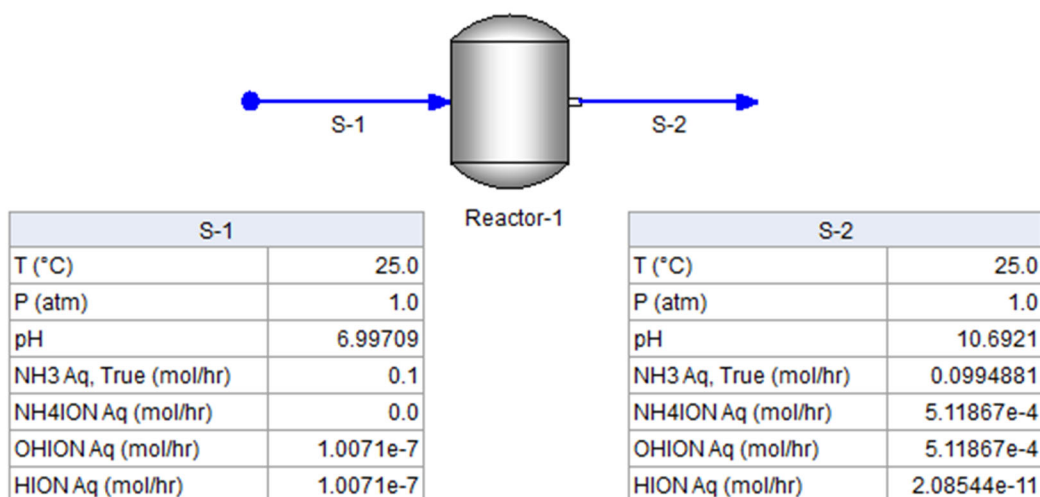 S-1
S-2
Reactor-1
S-1
T (°C) 25.0
P (atm) 1.0
pH 6.99709
NH3 Aq, True (mol/hr) 0.1
NH4ION Aq (mol/hr) 0.0
OHION Aq (mol/hr) 1.0071e-7
HION Aq (mol/hr) 1.0071e-7
S-2
T (°C) 25.0
P (atm) 1.0
pH 10.6921
NH3 Aq, True (mol/hr) 0.0994881
NH4ION Aq (mol/hr) 5.11867e-4
OHION Aq (mol/hr) 5.11867e-4
HION Aq (mol/hr) 2.08544e-11